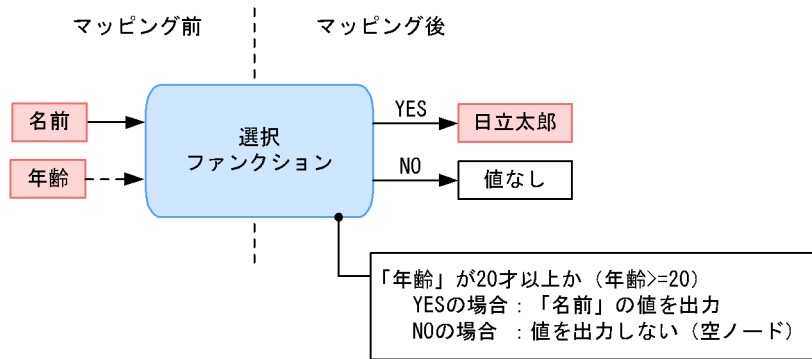 マッピング前
マッピング後
名前
年齢
選択
ファンクション
YES
日立太郎
NO
値なし
「年齢」が20才以上か（年齢>=20）
YESの場合：「名前」の値を出力
NOの場合 ：値を出力しない（空ノード）